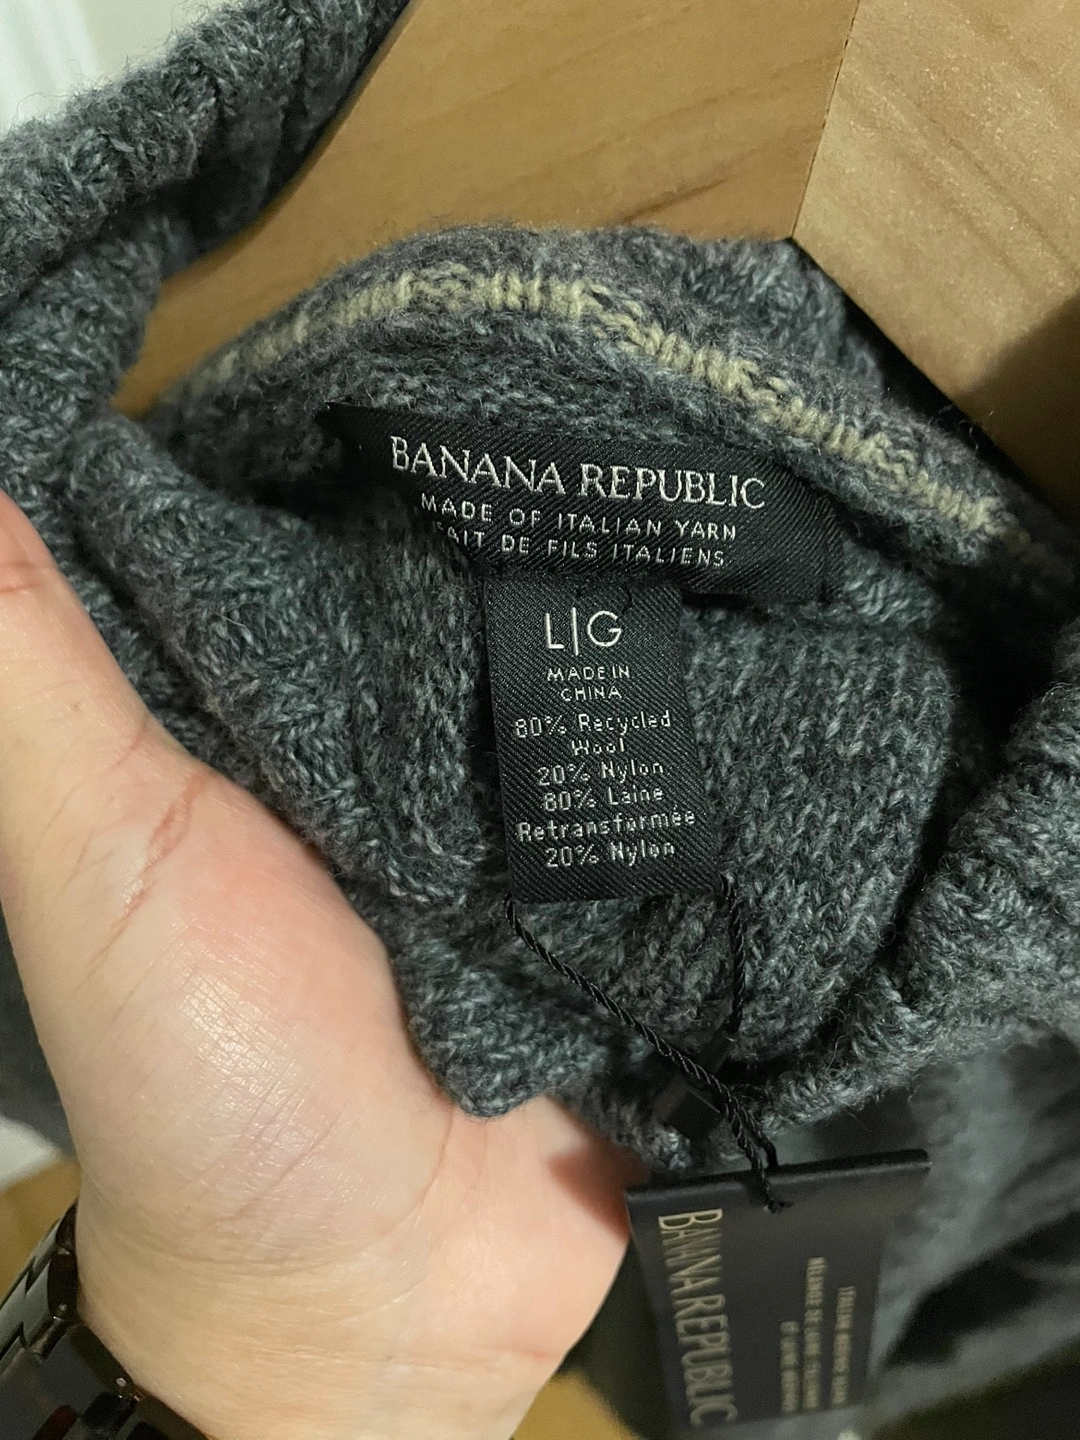 BANANA REPUBLIC
MADE OF ITALIAN YARN
FAIT DE FILS ITALIENS
L|G
MADE IN
CHINA
80% Recycled
Wool
20% Nylon
80% Laine
Retransformée
20% Nylon
BANANA REPUBLIC